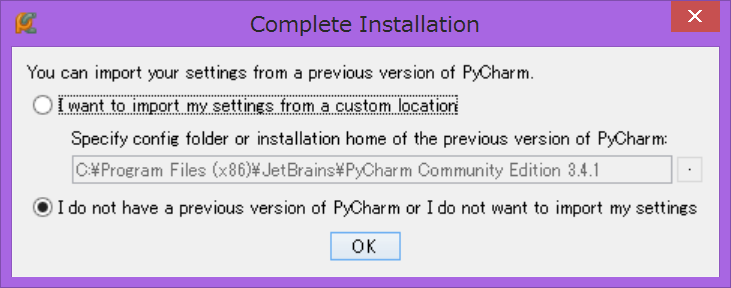 Complete Installation
You can import your settings from a previous version of PyCharm.
I want to import my settings from a custom location
Specify config folder or installation home of the previous version of PyCharm:
C:¥Program Files (x86)¥JetBrains¥PyCharm Community Edition 3.4.1
I do not have a previous version of PyCharm or I do not want to import my settings
OK